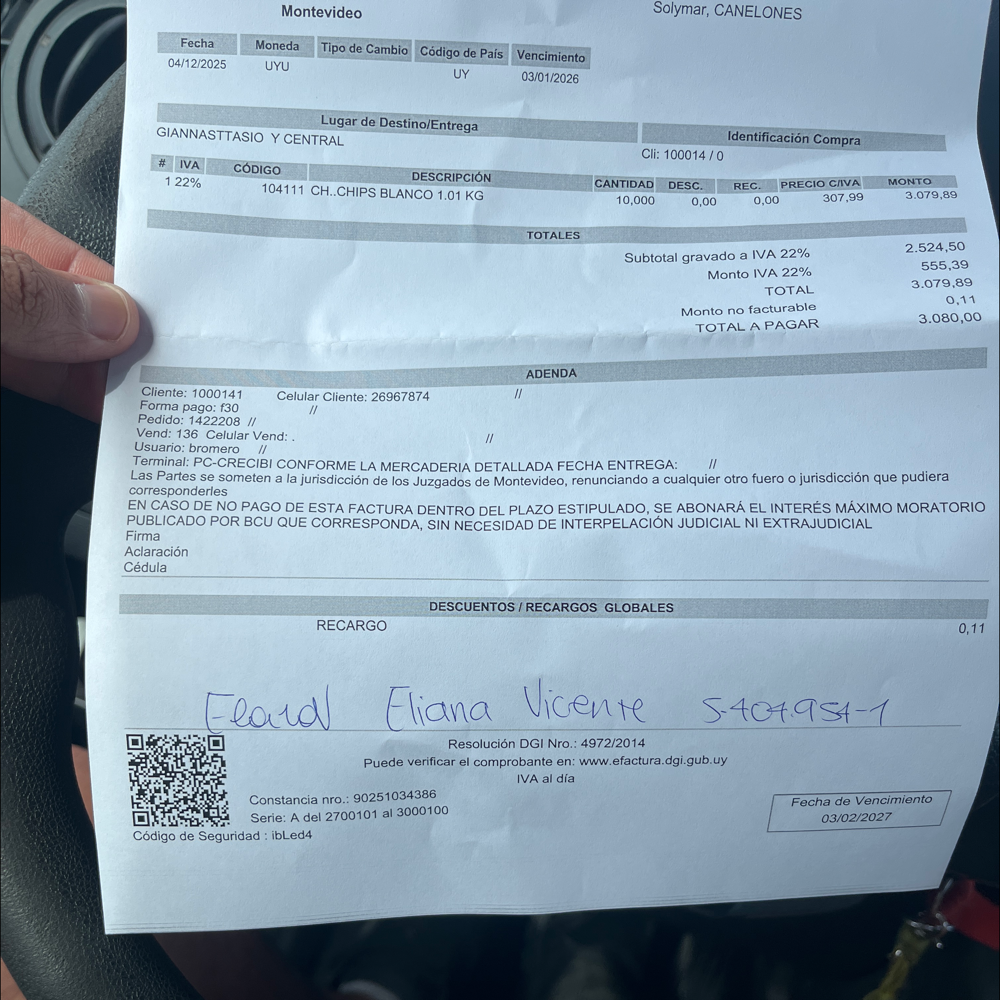 Montevideo
Solymar, CANELONES
Fecha Moneda Tipo de Cambio Código de País Vencimiento
04/12/2025 UYU UY 03/01/2026
Lugar de Destino/Entrega Identificación Compra
GIANNASTTASIO Y CENTRAL
Cli: 100014 / 0
# IVA CÓDIGO DESCRIPCIÓN CANTIDAD DESC. REC. PRECIO C/IVA MONTO
1 22% 104111 CH..CHIPS BLANCO 1.01 KG 10,000 0,00 0,00 307,99 3.079,89
TOTALES
Subtotal gravado a IVA 22% 2.524,50
Monto IVA 22% 555,39
TOTAL 3.079,89
Monto no facturable 0,11
TOTAL A PAGAR 3.080,00
ADENDA
Cliente: 1000141 Celular Cliente: 26967874 //
Forma pago: f30 //
Pedido: 1422208 //
Vend: 136 Celular Vend: . //
Usuario: bromero //
Terminal: PC-CRECIBI CONFORME LA MERCADERIA DETALLADA FECHA ENTREGA: //
Las Partes se someten a la jurisdicción de los Juzgados de Montevideo, renunciando a cualquier otro fuero o jurisdicción que pudiera
corresponderles
EN CASO DE NO PAGO DE ESTA FACTURA DENTRO DEL PLAZO ESTIPULADO, SE ABONARÁ EL INTERÉS MÁXIMO MORATORIO
PUBLICADO POR BCU QUE CORRESPONDA, SIN NECESIDAD DE INTERPELACIÓN JUDICIAL NI EXTRAJUDICIAL
Firma
Aclaración
Cédula
DESCUENTOS / RECARGOS GLOBALES
RECARGO 0,11
Eliana Vicente 5.404.954-1
Resolución DGI Nro.: 4972/2014
Puede verificar el comprobante en: www.efactura.dgi.gub.uy
IVA al día
Constancia nro.: 90251034386
Serie: A del 2700101 al 3000100
Código de Seguridad : ibLed4
Fecha de Vencimiento
03/02/2027